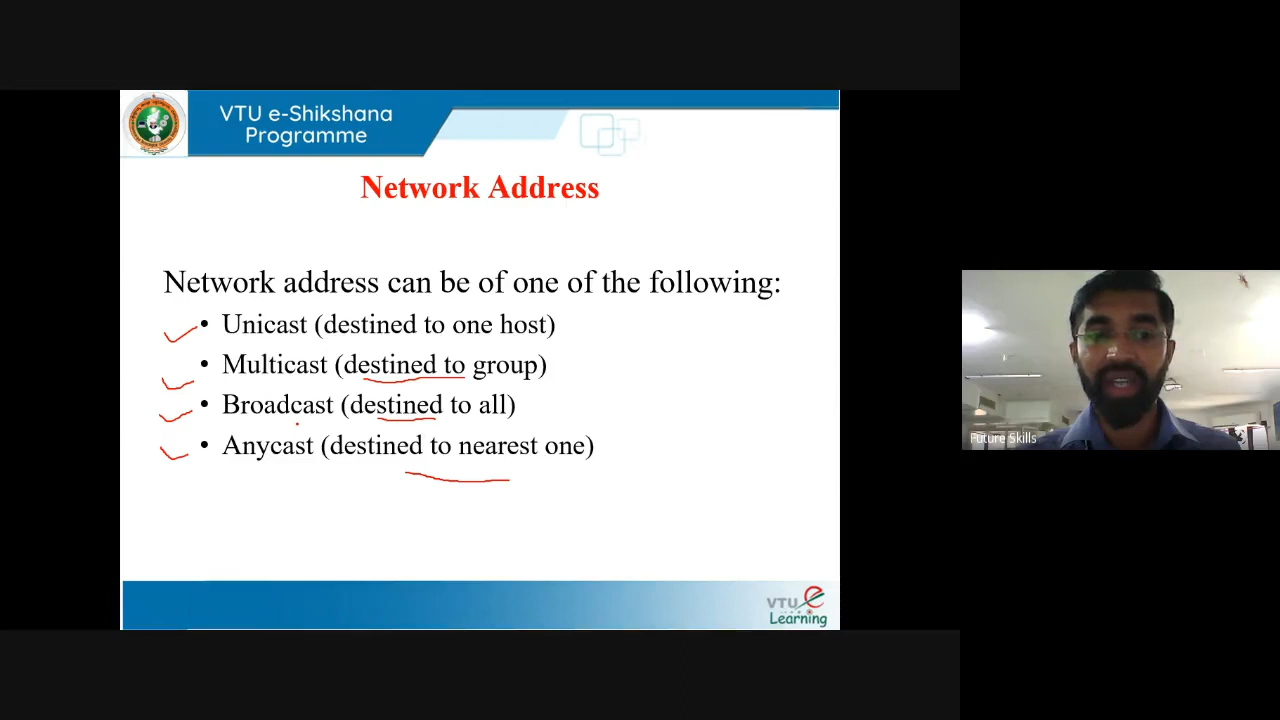 VTU e-Shikshana
Programme
Network Address
Network address can be of one of the following:
• Unicast (destined to one host)
• Multicast (destined to group)
• Broadcast (destined to all)
• Anycast (destined to nearest one)
Future Skills
VTU e
Learning